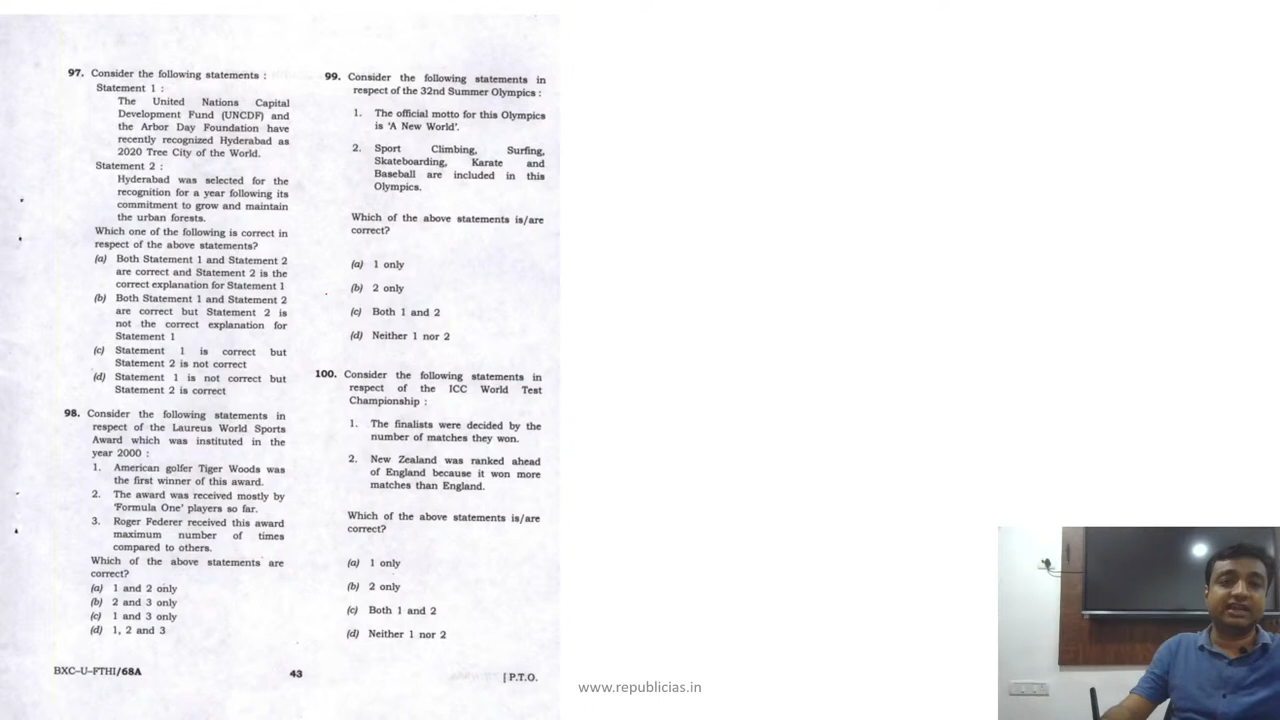 97. Consider the following statements :
Statement 1 :
The United Nations Capital
Development Fund (UNCDF) and
the Arbor Day Foundation have
recently recognized Hyderabad as
2020 Tree City of the World.
Statement 2 :
Hyderabad was selected for the
recognition for a year following its
commitment to grow and maintain
the urban forests.
Which one of the following is correct in
respect of the above statements?
(a) Both Statement 1 and Statement 2
are correct and Statement 2 is the
correct explanation for Statement 1
(b) Both Statement 1 and Statement 2
are correct but Statement 2 is
not the correct explanation for
Statement 1
(c) Statement 1 is correct but
Statement 2 is not correct
(d) Statement 1 is not correct but
Statement 2 is correct
98. Consider the following statements in
respect of the Laureus World Sports
Award which was instituted in the
year 2000 :
1. American golfer Tiger Woods was
the first winner of this award.
2. The award was received mostly by
'Formula One' players so far.
3. Roger Federer received this award
maximum number of times
compared to others.
Which of the above statements are
correct?
(a) 1 and 2 only
(b) 2 and 3 only
(c) 1 and 3 only
(d) 1, 2 and 3
99. Consider the following statements in
respect of the 32nd Summer Olympics :
1. The official motto for this Olympics
is 'A New World'.
2. Sport Climbing, Surfing,
Skateboarding, Karate and
Baseball are included in this
Olympics.
Which of the above statements is/are
correct?
(a) 1 only
(b) 2 only
(c) Both 1 and 2
(d) Neither 1 nor 2
100. Consider the following statements in
respect of the ICC World Test
Championship :
1. The finalists were decided by the
number of matches they won.
2. New Zealand was ranked ahead
of England because it won more
matches than England.
Which of the above statements is/are
correct?
(a) 1 only
(b) 2 only
(c) Both 1 and 2
(d) Neither 1 nor 2
BXC-U-FTHI/68A
43
[ P.T.O.
www.republicias.in